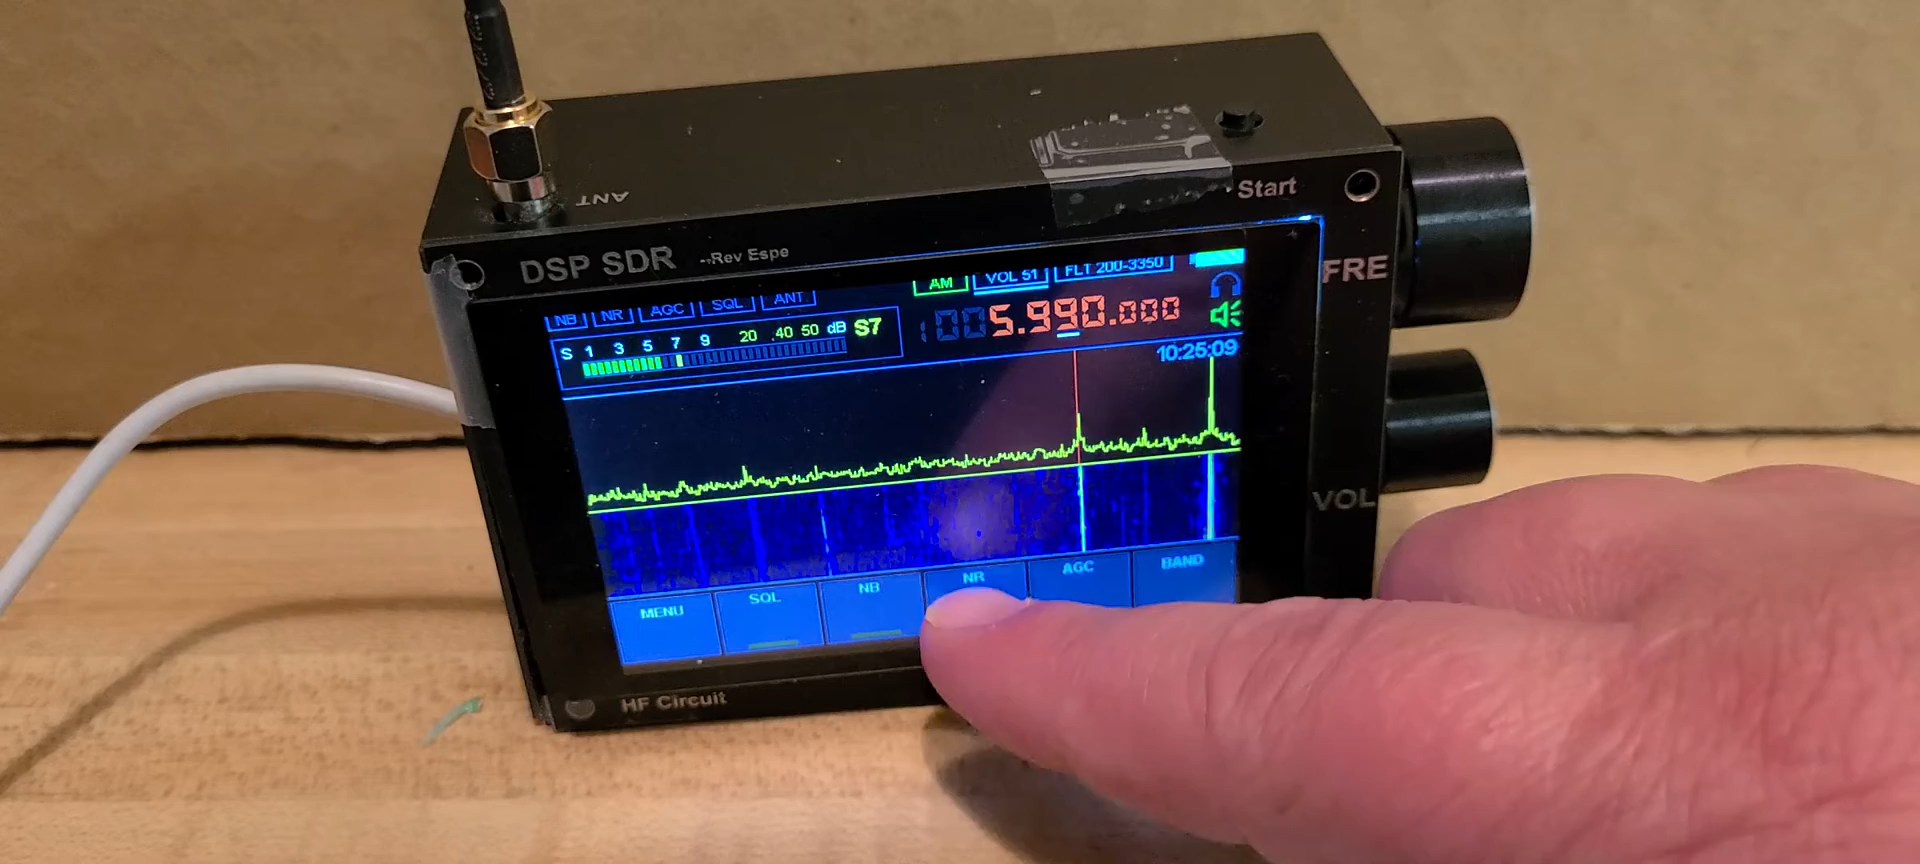 ANT
Start
DSP SDR --Rev Espe
FRE
AM VOL 51 FLT 200-3350
NB NR AGC SQL ANT
5.990.000
S 1 3 5 7 9 20 40 50 dB S7
10:25:09
VOL
MENU SQL NB NR AGC BAND
HF Circuit